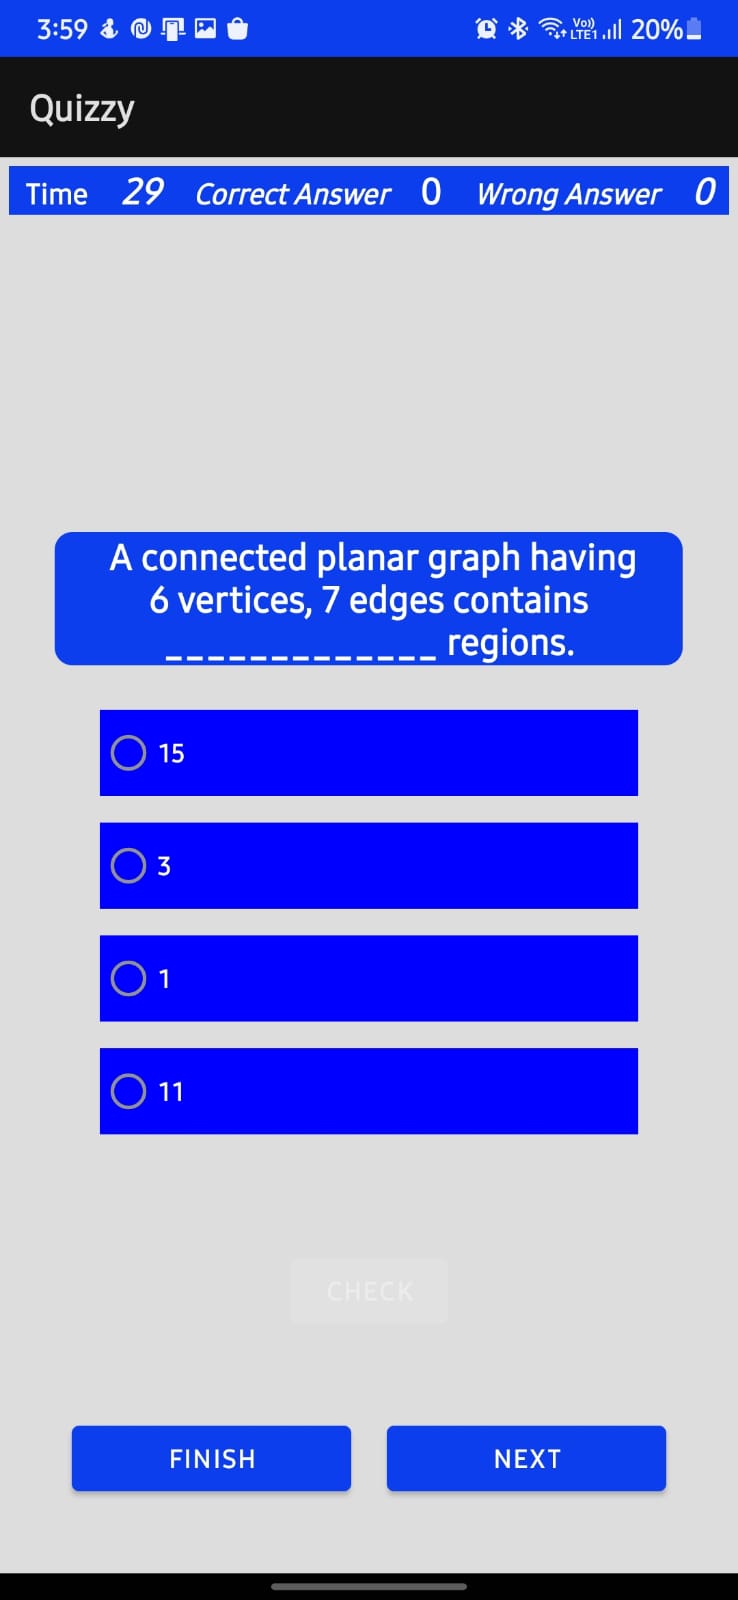 3:59 Vo)) LTE1 20%
Quizzy
Time 29 Correct Answer 0 Wrong Answer 0
A connected planar graph having
6 vertices, 7 edges contains
_____________ regions.
15
3
1
11
CHECK
FINISH NEXT